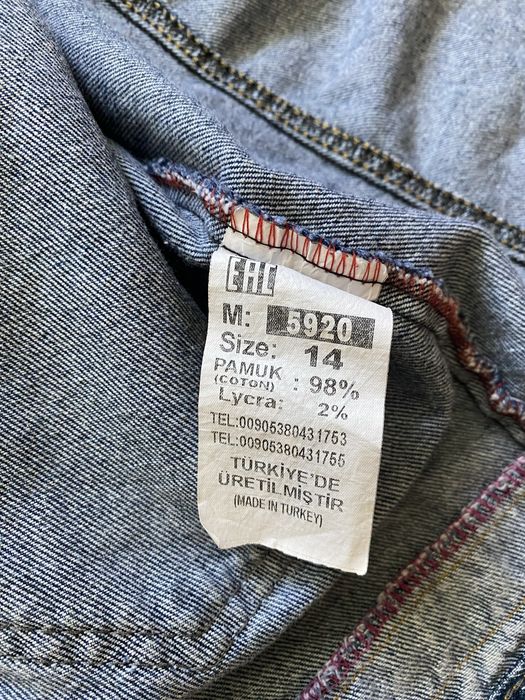 EAC
M: 5920
Size: 14
PAMUK : 98%
(COTON)
Lycra: 2%
TEL:00905380431753
TEL:00905380431755
TÜRKİYE'DE
ÜRETİLMİŞTİR
(MADE IN TURKEY)